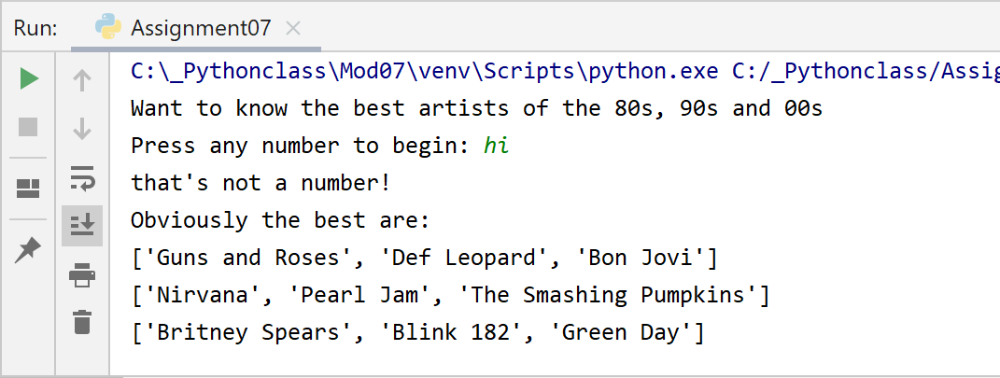 Run: Assignment07
C:\_Pythonclass\Mod07\venv\Scripts\python.exe C:/_Pythonclass/Assig
Want to know the best artists of the 80s, 90s and 00s
Press any number to begin: hi
that's not a number!
Obviously the best are:
['Guns and Roses', 'Def Leopard', 'Bon Jovi']
['Nirvana', 'Pearl Jam', 'The Smashing Pumpkins']
['Britney Spears', 'Blink 182', 'Green Day']